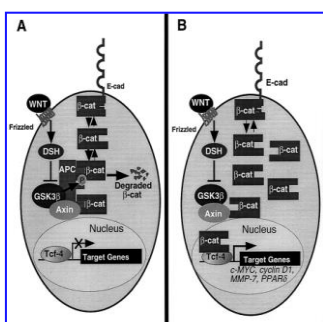 A
E-cad
WNT
β-cat
Frizzled
β-cat
DSH
β-cat
APC
β-cat
GSK3β
Degraded
β-cat
Axin
β-cat
Nucleus
Tcf-4
Target Genes
B
E-cad
WNT
β-cat
Frizzled
β-cat
β-cat
DSH
β-cat
β-cat
GSK3β
β-cat
Axin
Nucleus
β-cat
Tcf-4
Target Genes
c-MYC, cyclin D1,
MMP-7, PPARδ